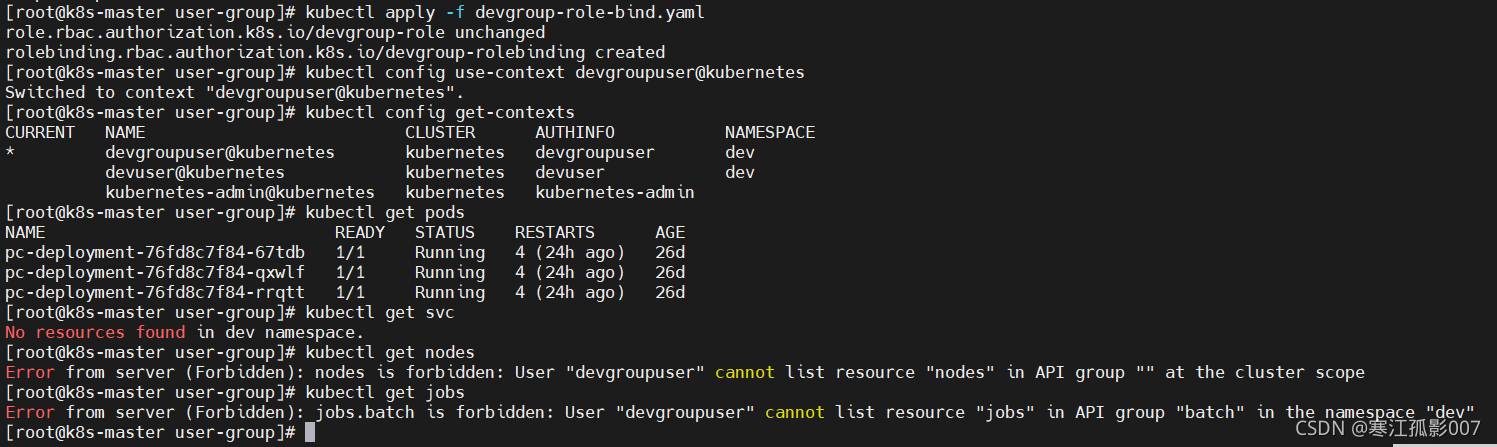 [root@k8s-master user-group]# kubectl apply -f devgroup-role-bind.yaml
role.rbac.authorization.k8s.io/devgroup-role unchanged
rolebinding.rbac.authorization.k8s.io/devgroup-rolebinding created
[root@k8s-master user-group]# kubectl config use-context devgroupuser@kubernetes
Switched to context "devgroupuser@kubernetes".
[root@k8s-master user-group]# kubectl config get-contexts
CURRENT   NAME                          CLUSTER      AUTHINFO           NAMESPACE
*         devgroupuser@kubernetes       kubernetes   devgroupuser       dev
          devuser@kubernetes            kubernetes   devuser            dev
          kubernetes-admin@kubernetes   kubernetes   kubernetes-admin
[root@k8s-master user-group]# kubectl get pods
NAME                             READY   STATUS    RESTARTS      AGE
pc-deployment-76fd8c7f84-67tdb   1/1     Running   4 (24h ago)   26d
pc-deployment-76fd8c7f84-qxwlf   1/1     Running   4 (24h ago)   26d
pc-deployment-76fd8c7f84-rrqtt   1/1     Running   4 (24h ago)   26d
[root@k8s-master user-group]# kubectl get svc
No resources found in dev namespace.
[root@k8s-master user-group]# kubectl get nodes
Error from server (Forbidden): nodes is forbidden: User "devgroupuser" cannot list resource "nodes" in API group "" at the cluster scope
[root@k8s-master user-group]# kubectl get jobs
Error from server (Forbidden): jobs.batch is forbidden: User "devgroupuser" cannot list resource "jobs" in API group "batch" in the namespace "dev"
[root@k8s-master user-group]#
CSDN @寒江孤影007